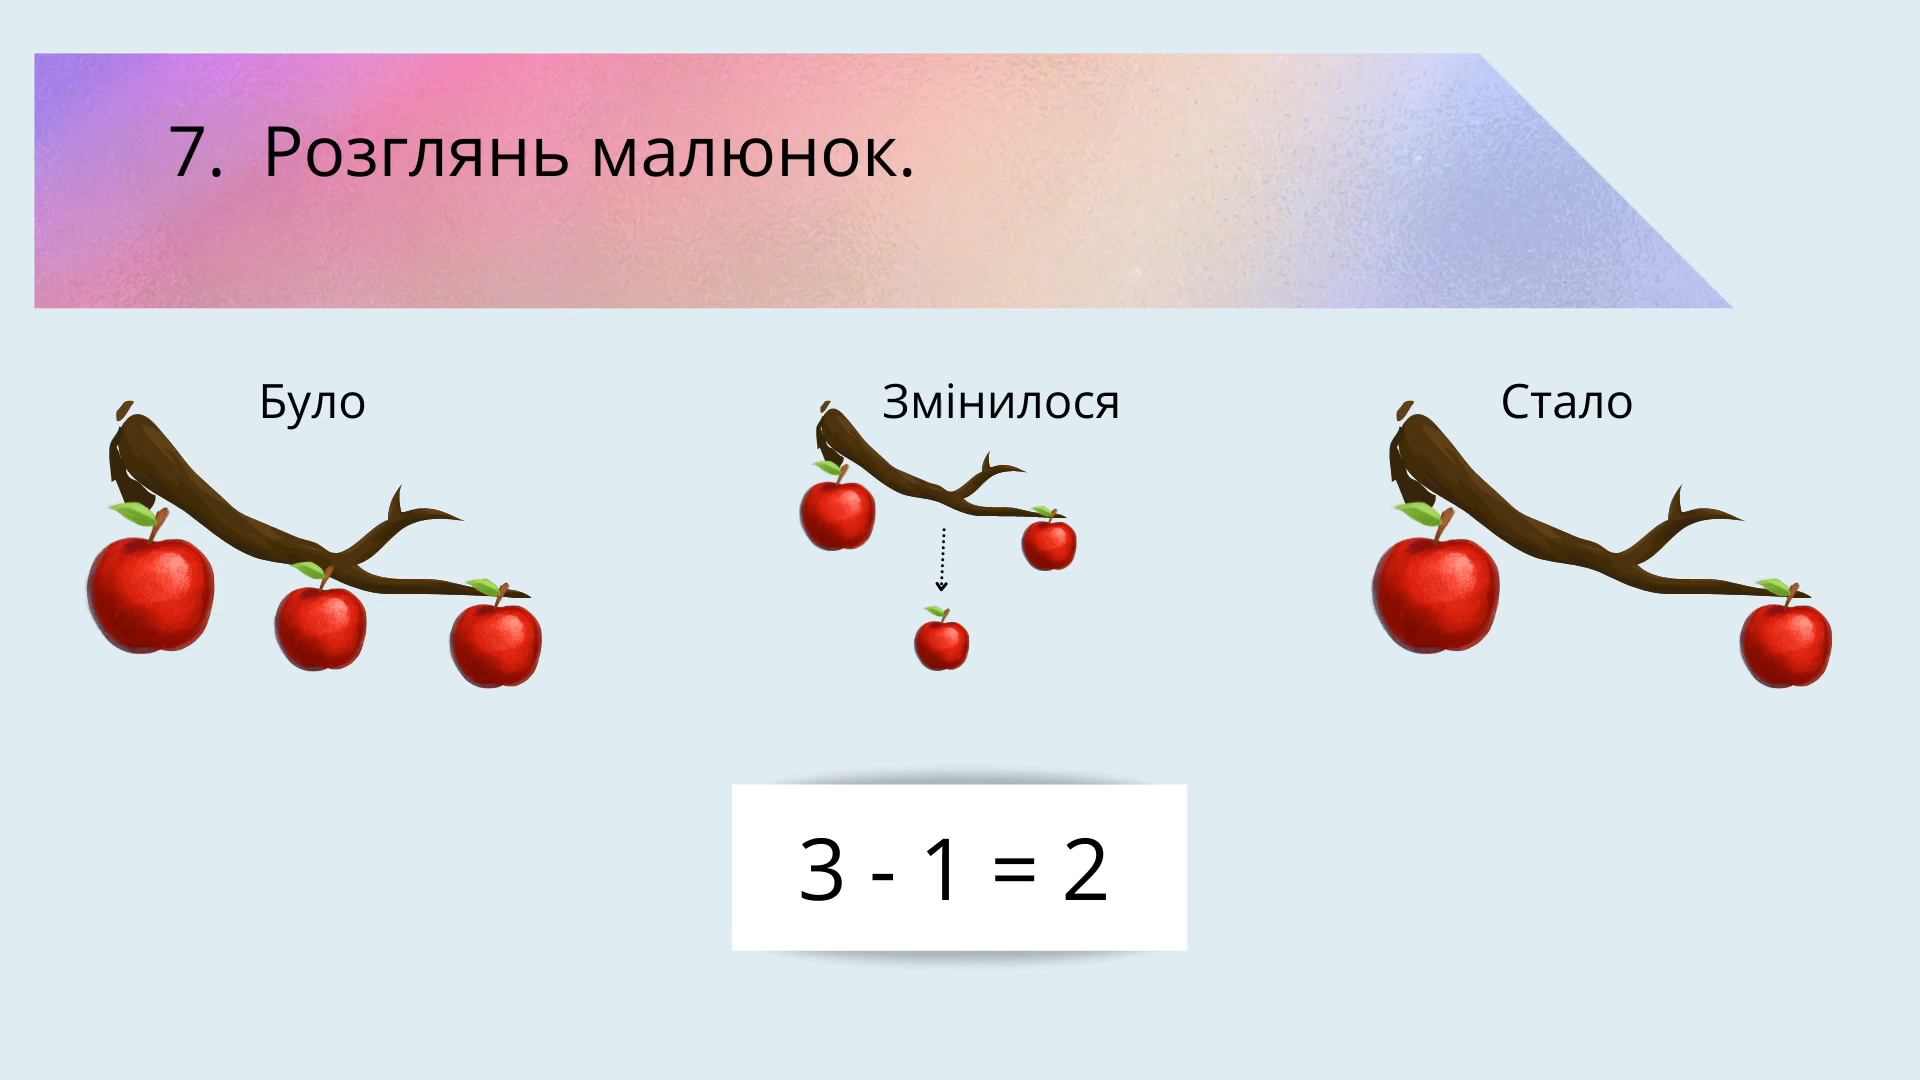 7. Розглянь малюнок.
Було
Змінилося
Стало
3 - 1 = 2